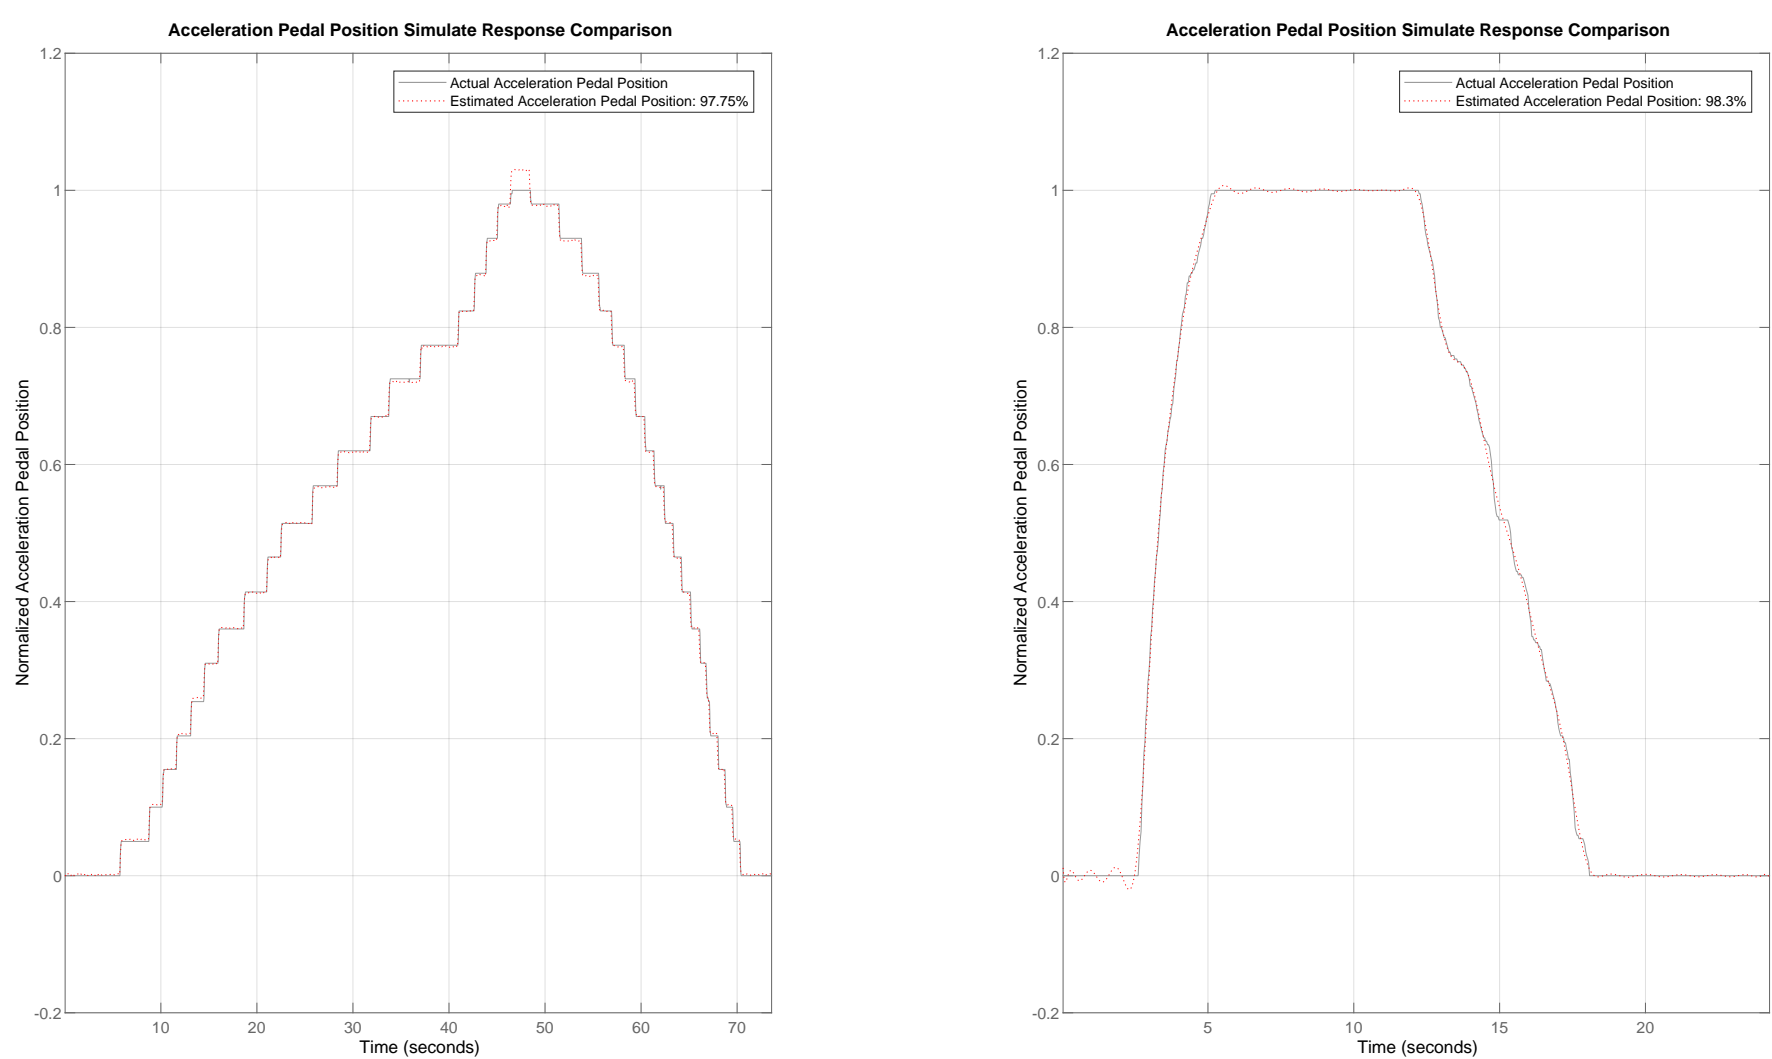 Acceleration Pedal Position Simulate Response Comparison
1.2
1
0.8
0.6
0.4
0.2
0
-0.2
Normalized Acceleration Pedal Position
Actual Acceleration Pedal Position
Estimated Acceleration Pedal Position: 97.75%
10 20 30 40 50 60 70
Time (seconds)
Acceleration Pedal Position Simulate Response Comparison
1.2
1
0.8
0.6
0.4
0.2
0
-0.2
Normalized Acceleration Pedal Position
Actual Acceleration Pedal Position
Estimated Acceleration Pedal Position: 98.3%
5 10 15 20
Time (seconds)